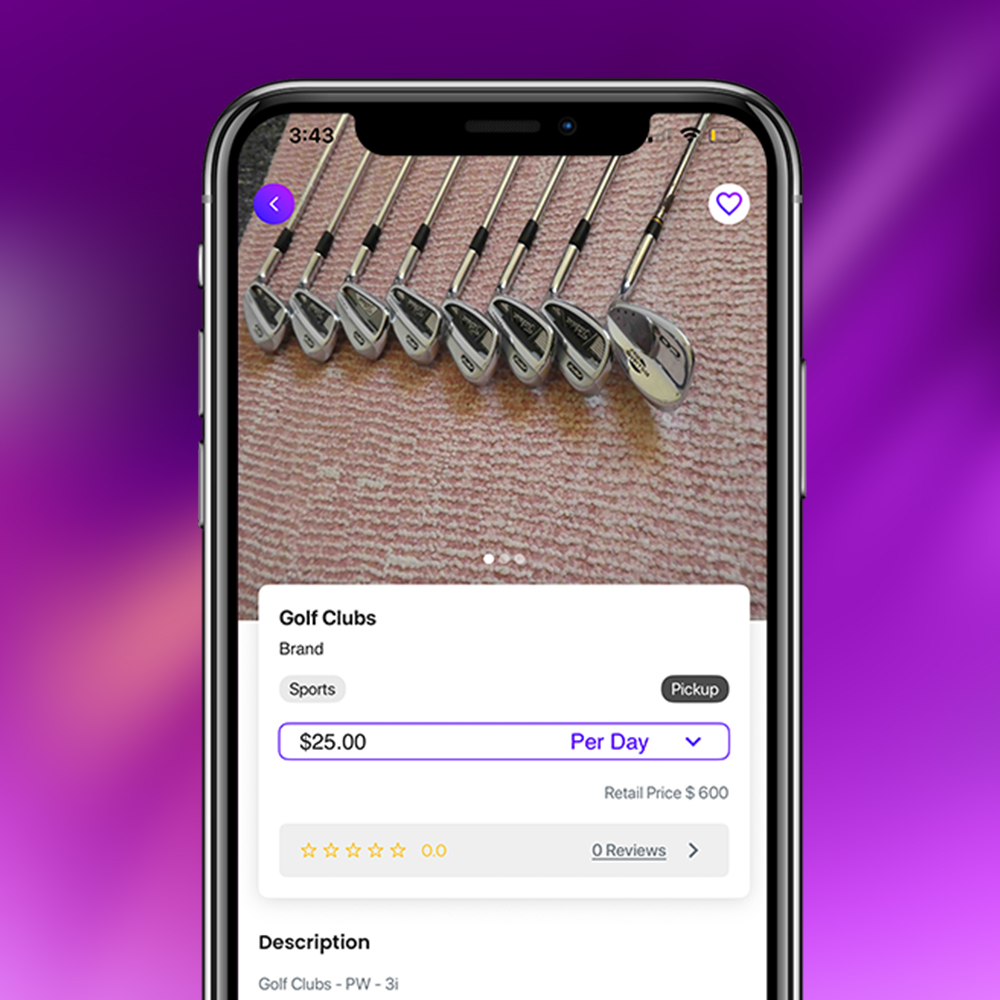 3:43
Golf Clubs
Brand
Sports
Pickup
$25.00
Per Day
Retail Price $ 600
0.0
0 Reviews
Description
Golf Clubs - PW - 3i